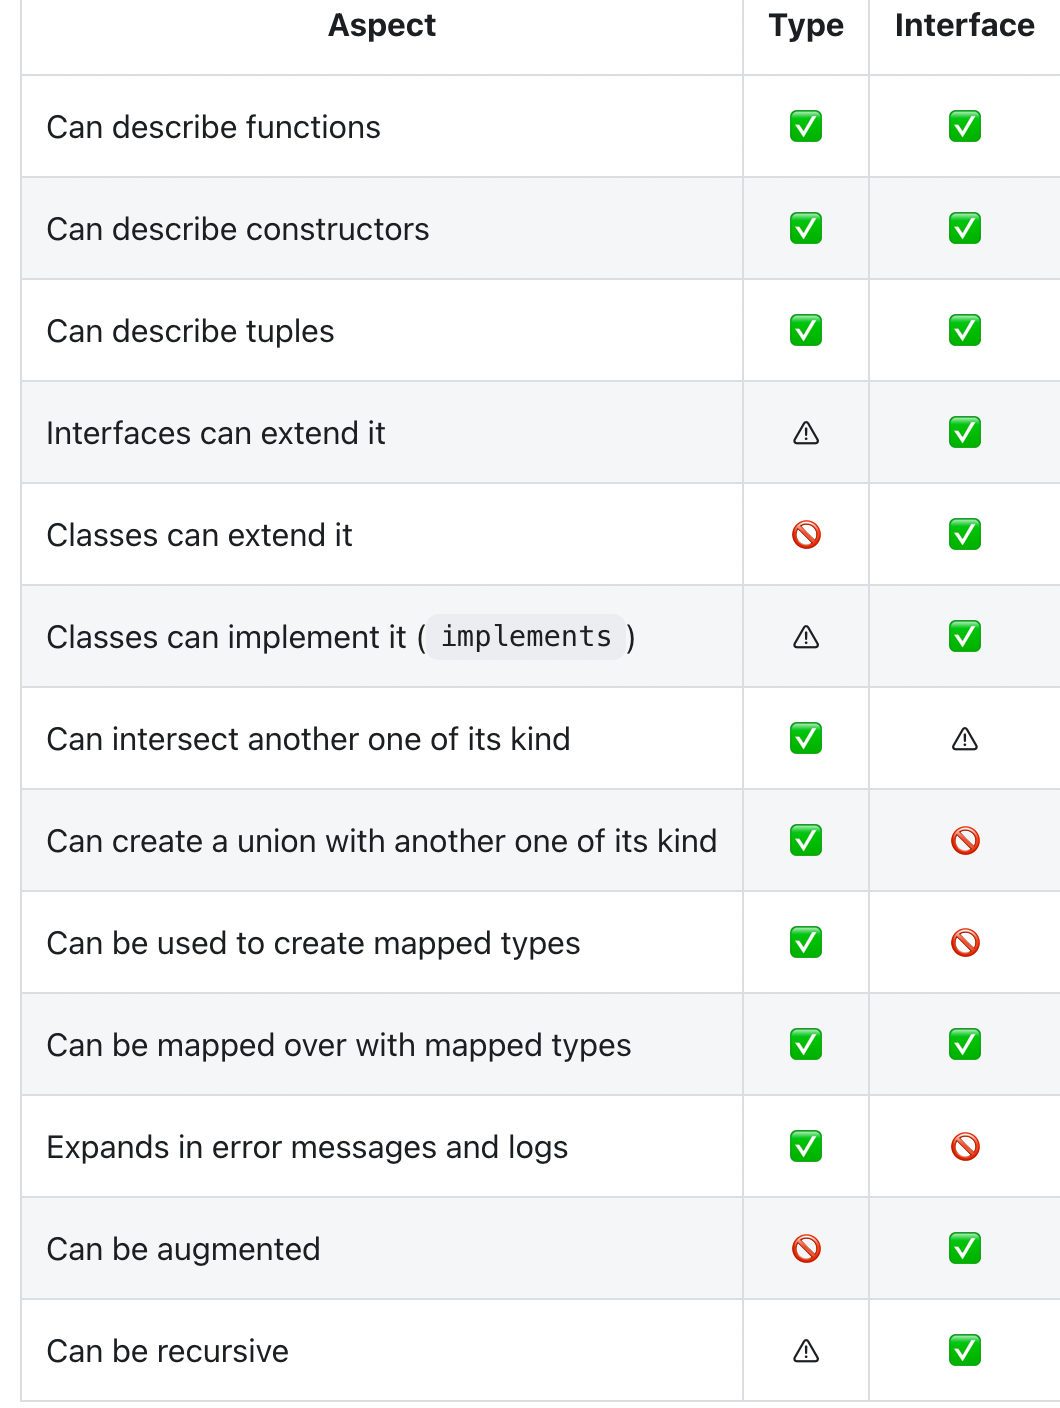 Aspect Type Interface
Can describe functions ✅ ✅
Can describe constructors ✅ ✅
Can describe tuples ✅ ✅
Interfaces can extend it ⚠ ✅
Classes can extend it 🚫 ✅
Classes can implement it ( implements ) ⚠ ✅
Can intersect another one of its kind ✅ ⚠
Can create a union with another one of its kind ✅ 🚫
Can be used to create mapped types ✅ 🚫
Can be mapped over with mapped types ✅ ✅
Expands in error messages and logs ✅ 🚫
Can be augmented 🚫 ✅
Can be recursive ⚠ ✅